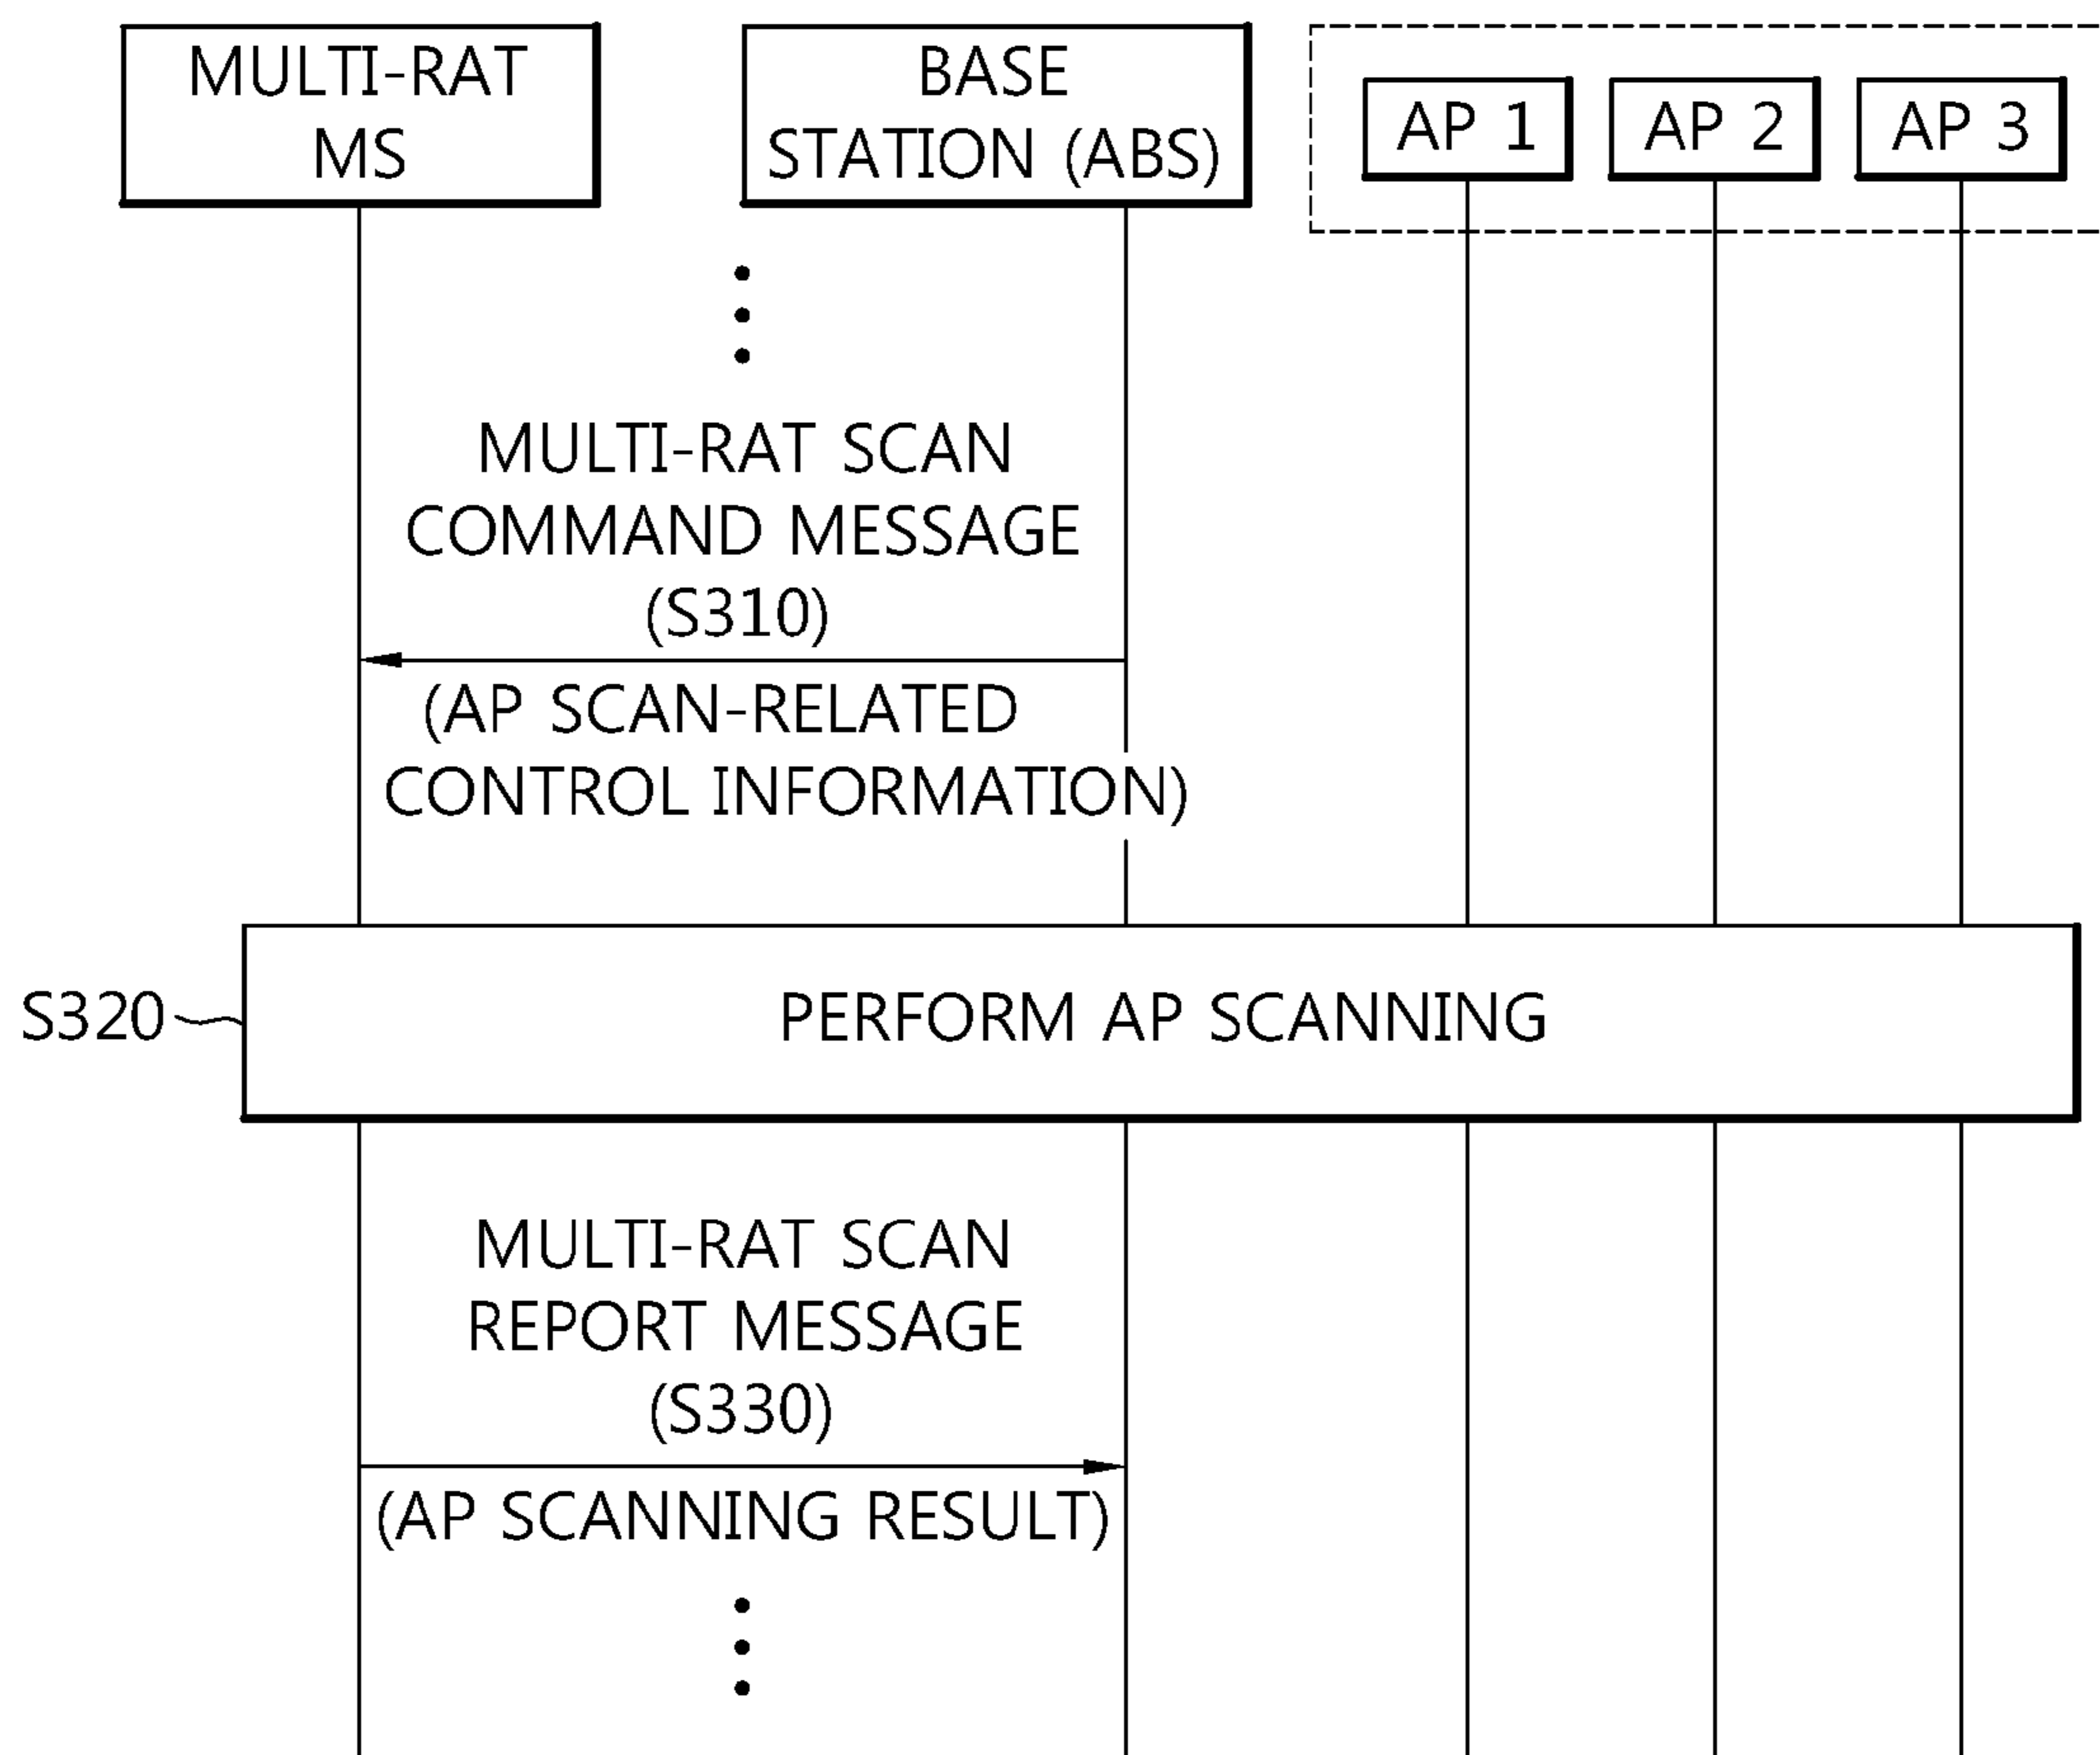 MULTI-RAT
MS
BASE
STATION (ABS)
AP 1
AP 2
AP 3
MULTI-RAT SCAN
COMMAND MESSAGE
(S310)
(AP SCAN-RELATED
CONTROL INFORMATION)
S320
PERFORM AP SCANNING
MULTI-RAT SCAN
REPORT MESSAGE
(S330)
(AP SCANNING RESULT)